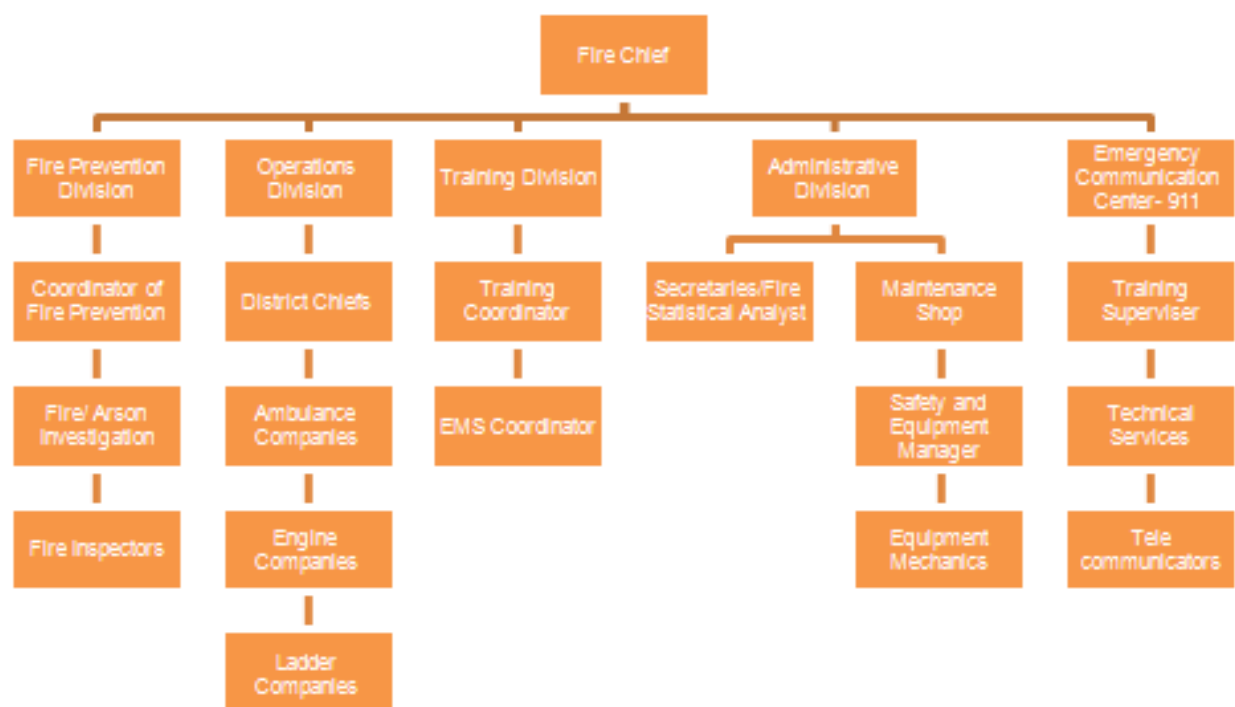 Fire Chief
Fire Prevention
Division
Operations
Division
Training Division
Administrative
Division
Emergency
Communication
Center- 911
Coordinator of
Fire Prevention
District Chiefs
Training
Coordinator
Secretaries/Fire
Statistical Analyst
Maintenance
Shop
Training
Superviser
Fire/ Arson
Investigation
Ambulance
Companies
EMS Coordinator
Safety and
Equipment
Manager
Technical
Services
Fire Inspectors
Engine
Companies
Equipment
Mechanics
Tele
communicators
Ladder
Companies